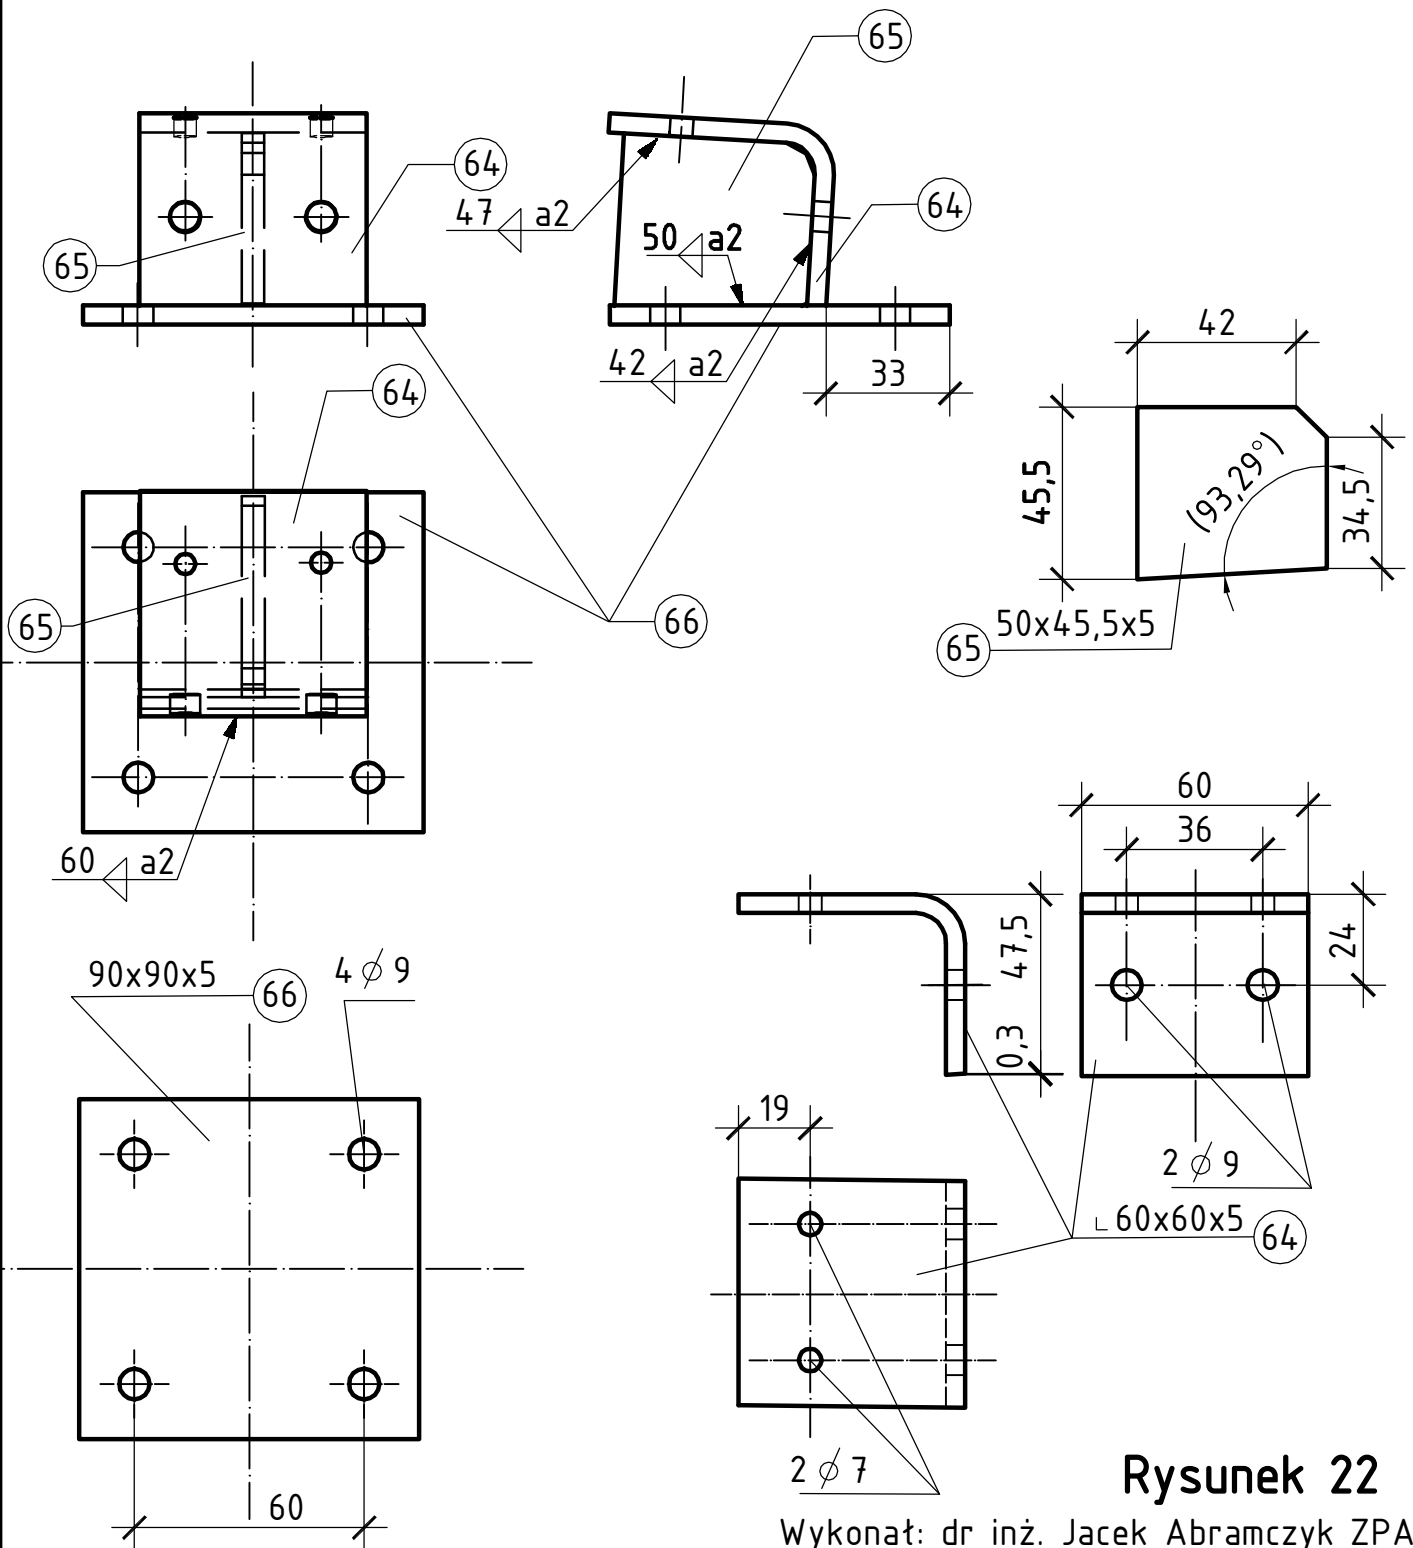 65
64
47 a2
64
50 a2
65
42
42 a2
33
64
45,5
(93,29°)
34,5
65
66
50x45,5x5
65
60
36
60 a2
47,5
24
90x90x5
66
4 ⌀ 9
0,3
19
2 ⌀ 9
∟60x60x5
64
2 ⌀ 7
Rysunek 22
60
Wykonał: dr inż. Jacek Abramczyk ZPA